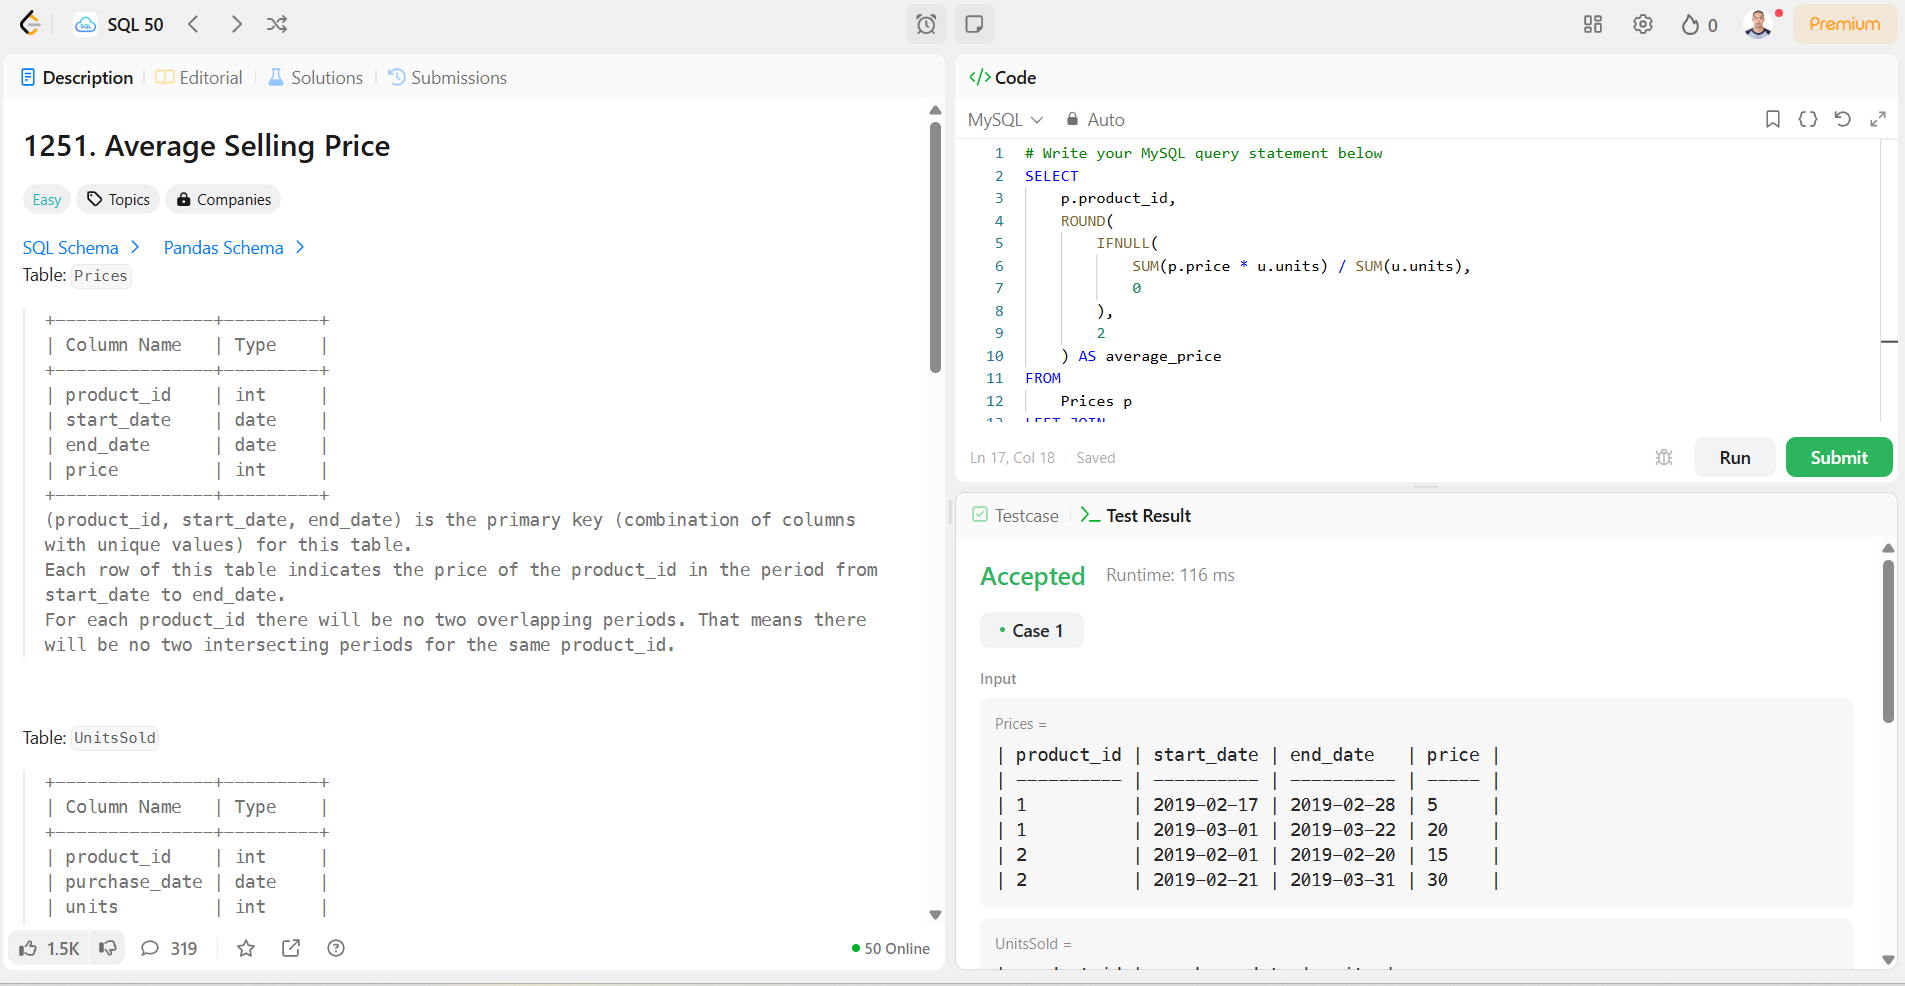 SQL 50
0
Premium
Description
Editorial
Solutions
Submissions
1251. Average Selling Price
Easy
Topics
Companies
SQL Schema
Pandas Schema
Table: Prices
+---------------+---------+
| Column Name   | Type    |
+---------------+---------+
| product_id    | int     |
| start_date    | date    |
| end_date      | date    |
| price         | int     |
+---------------+---------+
(product_id, start_date, end_date) is the primary key (combination of columns
with unique values) for this table.
Each row of this table indicates the price of the product_id in the period from
start_date to end_date.
For each product_id there will be no two overlapping periods. That means there
will be no two intersecting periods for the same product_id.
Table: UnitsSold
+---------------+---------+
| Column Name   | Type    |
+---------------+---------+
| product_id    | int     |
| purchase_date | date    |
| units         | int     |
1.5K
319
50 Online
</> Code
MySQL
Auto
1 # Write your MySQL query statement below
2 SELECT
3     p.product_id,
4     ROUND(
5         IFNULL(
6             SUM(p.price * u.units) / SUM(u.units),
7             0
8         ),
9         2
10     ) AS average_price
11 FROM
12     Prices p
13 LEFT JOIN
Ln 17, Col 18
Saved
Run
Submit
Testcase
>_ Test Result
Accepted
Runtime: 116 ms
• Case 1
Input
Prices =
| product_id | start_date | end_date   | price |
| ---------- | ---------- | ---------- | ----- |
| 1          | 2019-02-17 | 2019-02-28 | 5     |
| 1          | 2019-03-01 | 2019-03-22 | 20    |
| 2          | 2019-02-01 | 2019-02-20 | 15    |
| 2          | 2019-02-21 | 2019-03-31 | 30    |
UnitsSold =